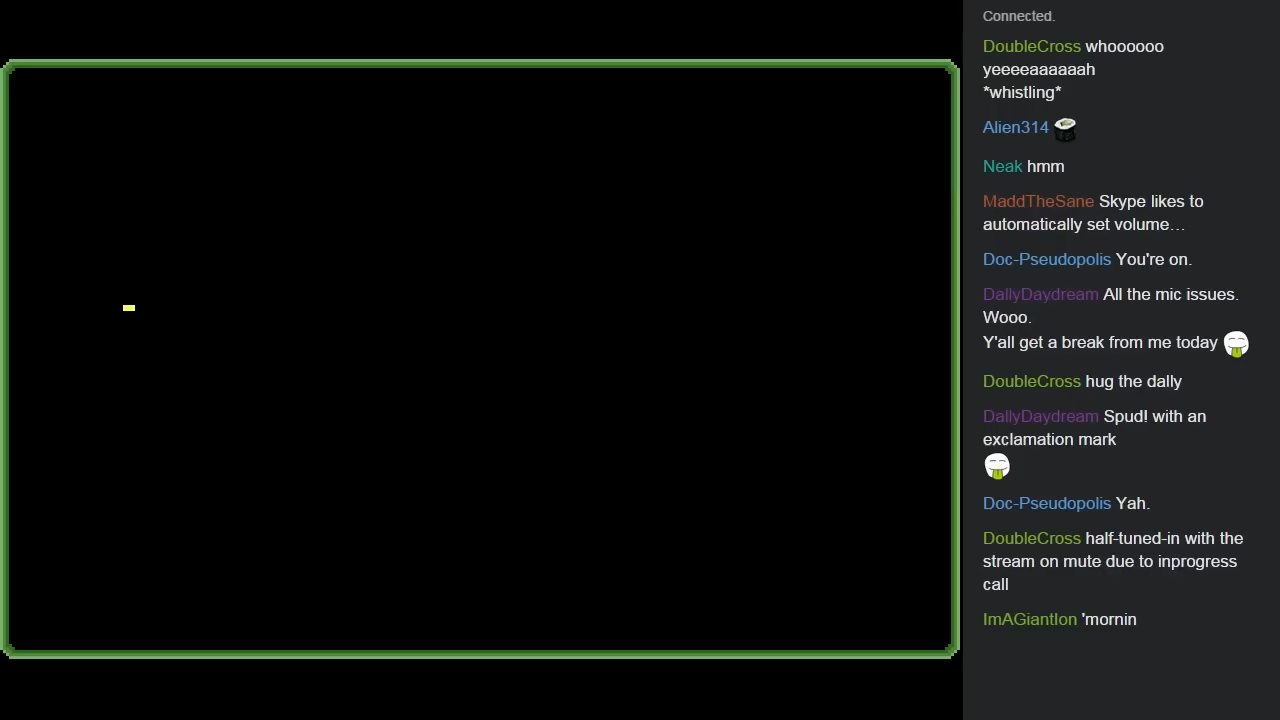 Connected.
DoubleCross whoooooo
yeeeeaaaaaah
*whistling*
Alien314
Neak hmm
MaddTheSane Skype likes to
automatically set volume…
Doc-Pseudopolis You're on.
DallyDaydream All the mic issues.
Wooo.
Y'all get a break from me today
DoubleCross hug the dally
DallyDaydream Spud! with an
exclamation mark
Doc-Pseudopolis Yah.
DoubleCross half-tuned-in with the
stream on mute due to inprogress
call
ImAGiantIon 'mornin